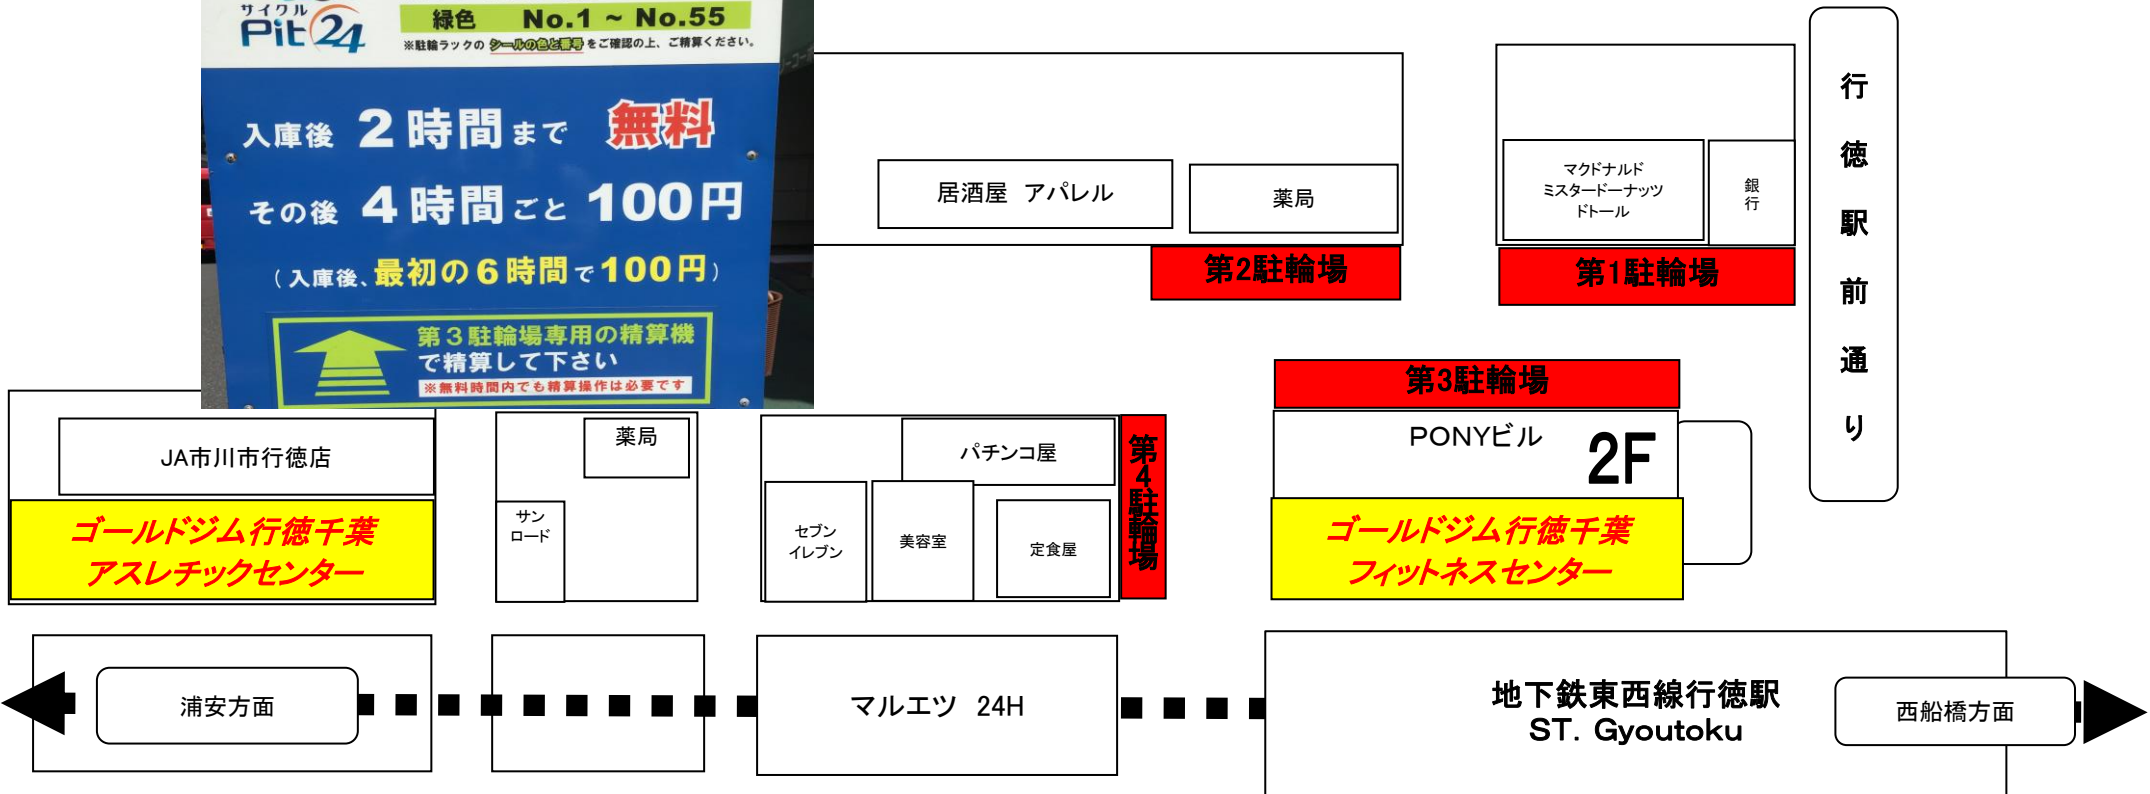 サイクル
Pit 24
緑色 No.1 ~ No.55
※駐輪ラックの シールの色と番号 をご確認の上、ご精算ください。
入庫後 2時間まで 無料
その後 4時間ごと 100円
(入庫後、最初の6時間で100円)
第3駐輪場専用の精算機
で精算して下さい
※無料時間内でも精算操作は必要です
居酒屋 アパレル
薬局
第2駐輪場
マクドナルド
ミスタードーナッツ
ドトール
銀行
第1駐輪場
行徳駅前通り
第3駐輪場
PONYビル
2F
ゴールドジム行徳千葉
フィットネスセンター
JA市川市行徳店
ゴールドジム行徳千葉
アスレチックセンター
薬局
サン
ロード
パチンコ屋
セブン
イレブン
美容室
定食屋
第4駐輪場
浦安方面
マルエツ 24H
地下鉄東西線行徳駅
ST. Gyoutoku
西船橋方面